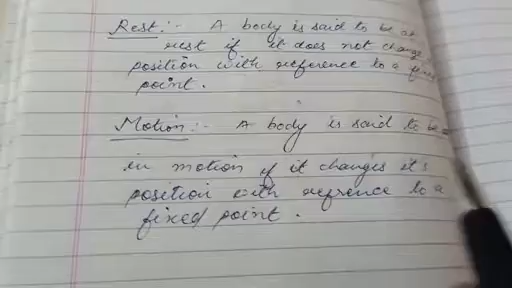 Rest :- A body is said to be at
rest if it does not change
position with reference to a
point.
Motion :- A body is said to be
in motion if it changes it's
position with refrence to a
fixed point.